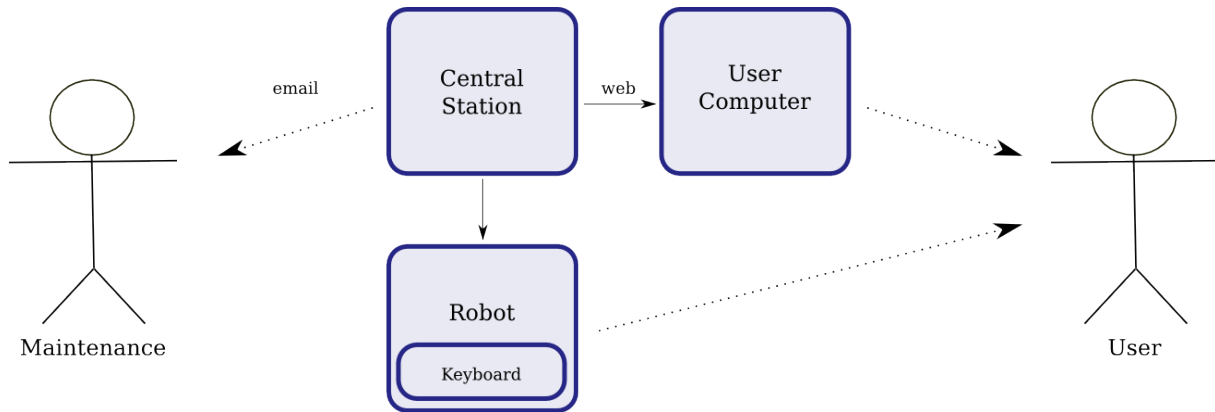 Central
Station
email
web
User
Computer
Robot
Keyboard
Maintenance
User